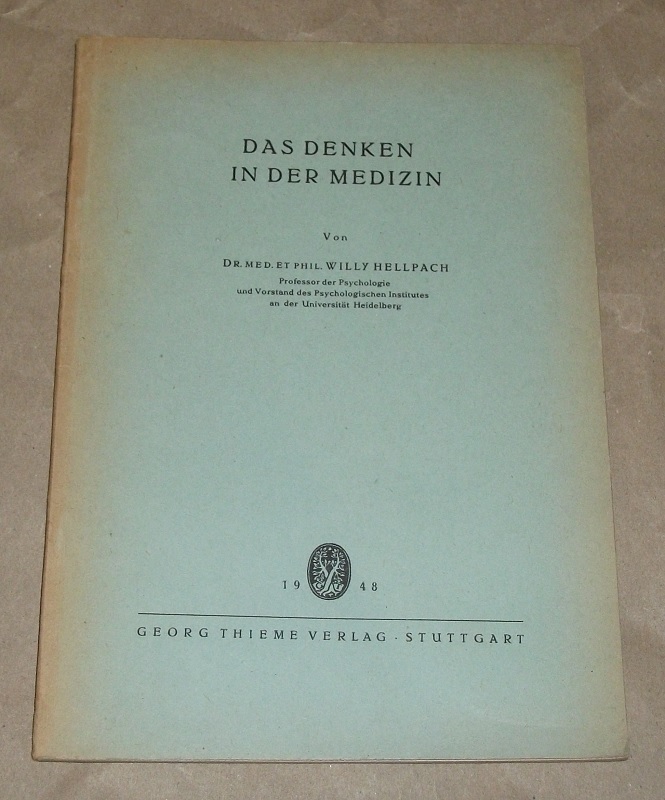 DAS DENKEN
IN DER MEDIZIN
Von
DR. MED. ET PHIL. WILLY HELLPACH
Professor der Psychologie
und Vorstand des Psychologischen Institutes
an der Universität Heidelberg
19 48
GEORG THIEME VERLAG · STUTTGART